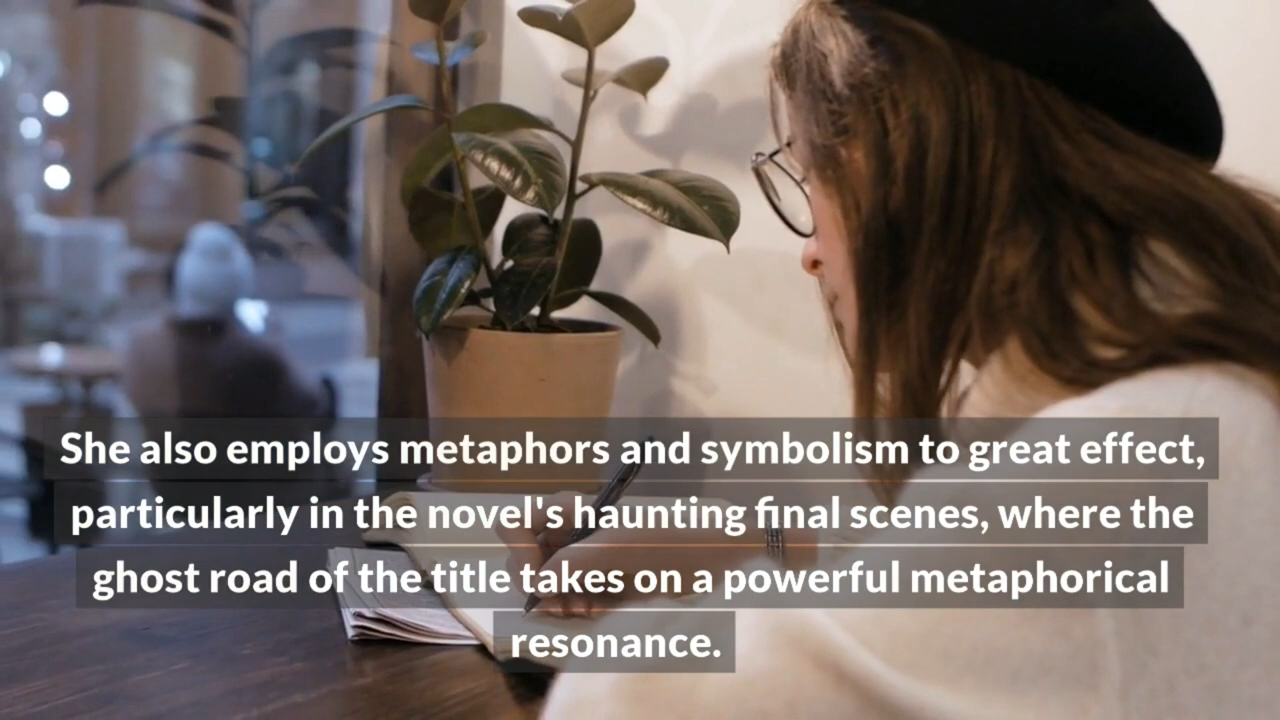 She also employs metaphors and symbolism to great effect,
particularly in the novel's haunting final scenes, where the
ghost road of the title takes on a powerful metaphorical
resonance.